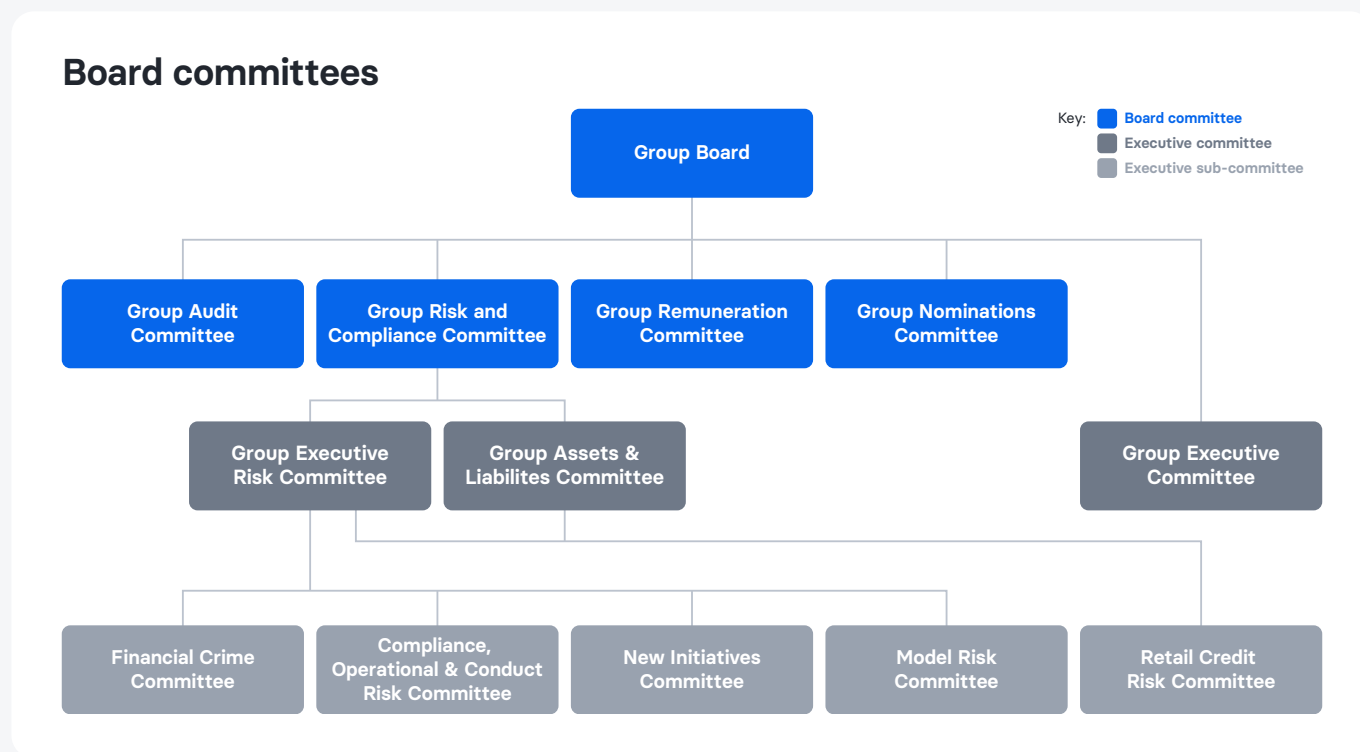 Board committees
Key:
Board committee
Executive committee
Executive sub-committee
Group Board
Group Audit
Committee
Group Risk and
Compliance Committee
Group Remuneration
Committee
Group Nominations
Committee
Group Executive
Risk Committee
Group Assets &
Liabilites Committee
Group Executive
Committee
Financial Crime
Committee
Compliance,
Operational & Conduct
Risk Committee
New Initiatives
Committee
Model Risk
Committee
Retail Credit
Risk Committee